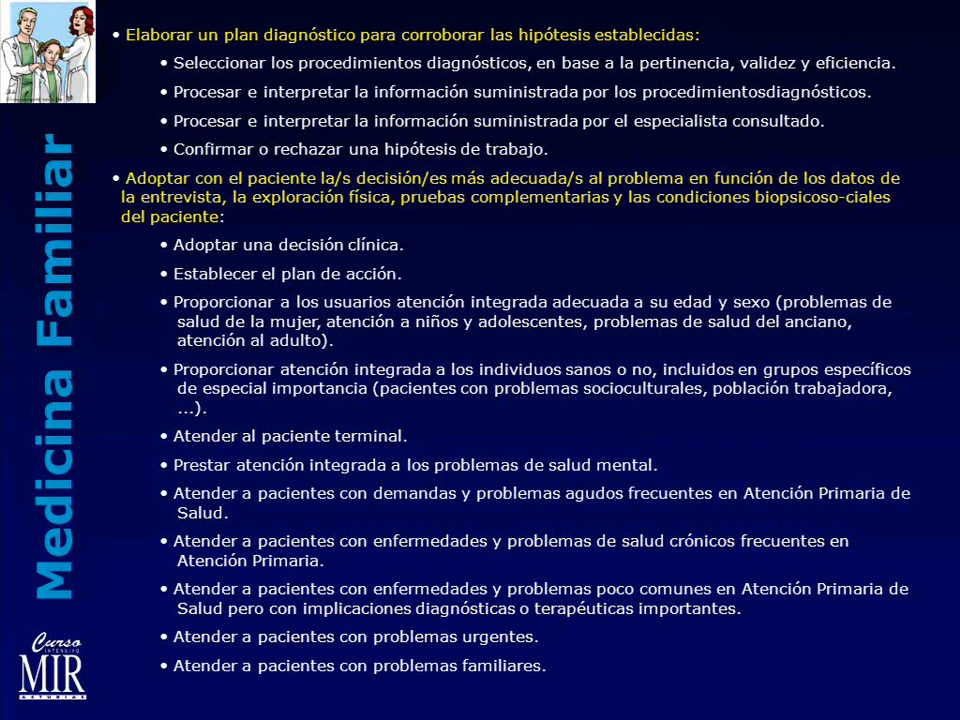 • Elaborar un plan diagnóstico para corroborar las hipótesis establecidas:
• Seleccionar los procedimientos diagnósticos, en base a la pertinencia, validez y eficiencia.
• Procesar e interpretar la información suministrada por los procedimientosdiagnósticos.
• Procesar e interpretar la información suministrada por el especialista consultado.
• Confirmar o rechazar una hipótesis de trabajo.
• Adoptar con el paciente la/s decisión/es más adecuada/s al problema en función de los datos de
la entrevista, la exploración física, pruebas complementarias y las condiciones biopsicoso-ciales
del paciente:
• Adoptar una decisión clínica.
• Establecer el plan de acción.
• Proporcionar a los usuarios atención integrada adecuada a su edad y sexo (problemas de
salud de la mujer, atención a niños y adolescentes, problemas de salud del anciano,
atención al adulto).
• Proporcionar atención integrada a los individuos sanos o no, incluidos en grupos específicos
de especial importancia (pacientes con problemas socioculturales, población trabajadora,
...).
• Atender al paciente terminal.
• Prestar atención integrada a los problemas de salud mental.
• Atender a pacientes con demandas y problemas agudos frecuentes en Atención Primaria de
Salud.
• Atender a pacientes con enfermedades y problemas de salud crónicos frecuentes en
Atención Primaria.
• Atender a pacientes con enfermedades y problemas poco comunes en Atención Primaria de
Salud pero con implicaciones diagnósticas o terapéuticas importantes.
• Atender a pacientes con problemas urgentes.
• Atender a pacientes con problemas familiares.
Medicina Familiar
Curso
INTENSIVO
MIR
ASTURIAS